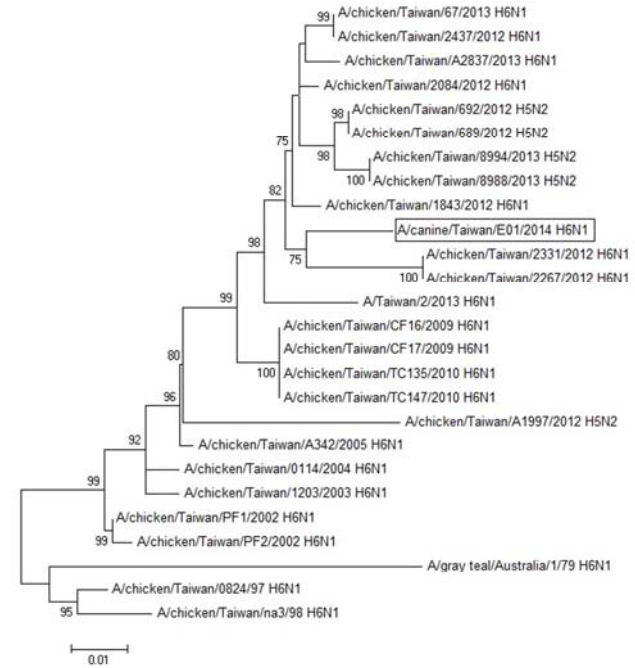 99 A/chicken/Taiwan/67/2013 H6N1
A/chicken/Taiwan/2437/2012 H6N1
A/chicken/Taiwan/A2837/2013 H6N1
A/chicken/Taiwan/2084/2012 H6N1
98 A/chicken/Taiwan/692/2012 H5N2
A/chicken/Taiwan/689/2012 H5N2
75
98 A/chicken/Taiwan/8994/2013 H5N2
100 A/chicken/Taiwan/8988/2013 H5N2
82
A/chicken/Taiwan/1843/2012 H6N1
A/canine/Taiwan/E01/2014 H6N1
98
75 A/chicken/Taiwan/2331/2012 H6N1
100 A/chicken/Taiwan/2267/2012 H6N1
99 A/Taiwan/2/2013 H6N1
A/chicken/Taiwan/CF16/2009 H6N1
A/chicken/Taiwan/CF17/2009 H6N1
80
100 A/chicken/Taiwan/TC135/2010 H6N1
A/chicken/Taiwan/TC147/2010 H6N1
96
A/chicken/Taiwan/A1997/2012 H5N2
92 A/chicken/Taiwan/A342/2005 H6N1
A/chicken/Taiwan/0114/2004 H6N1
99
A/chicken/Taiwan/1203/2003 H6N1
A/chicken/Taiwan/PF1/2002 H6N1
99 A/chicken/Taiwan/PF2/2002 H6N1
A/gray teal/Australia/1/79 H6N1
A/chicken/Taiwan/0824/97 H6N1
95 A/chicken/Taiwan/na3/98 H6N1
0.01